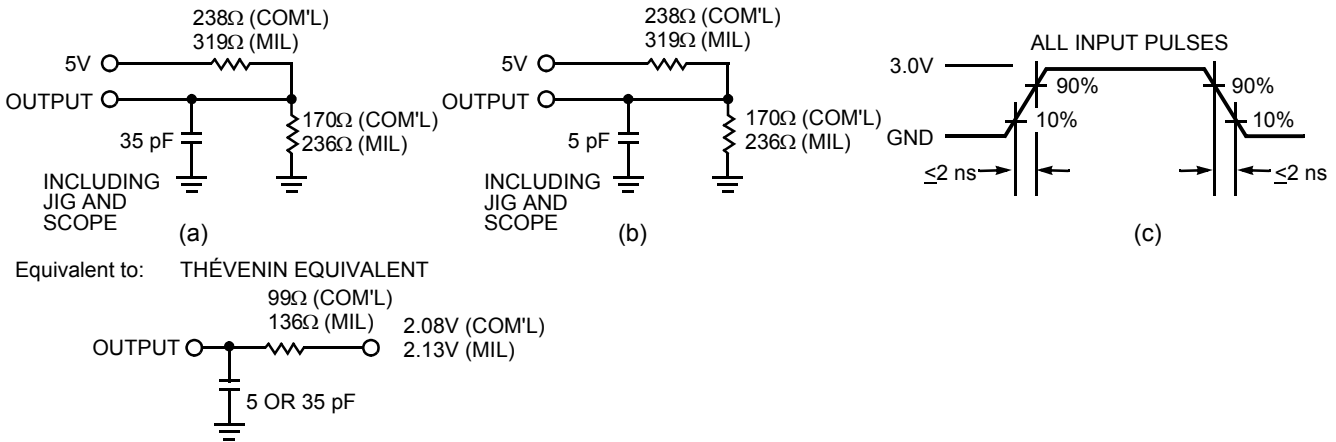 238Ω (COM'L)
319Ω (MIL)
5V
OUTPUT
35 pF
170Ω (COM'L)
236Ω (MIL)
INCLUDING
JIG AND
SCOPE
(a)
238Ω (COM'L)
319Ω (MIL)
5V
OUTPUT
5 pF
170Ω (COM'L)
236Ω (MIL)
INCLUDING
JIG AND
SCOPE
(b)
ALL INPUT PULSES
3.0V
90%
90%
10%
10%
GND
≤2 ns
≤2 ns
(c)
Equivalent to: THÉVENIN EQUIVALENT
99Ω (COM'L)
136Ω (MIL)
2.08V (COM'L)
2.13V (MIL)
OUTPUT
5 OR 35 pF